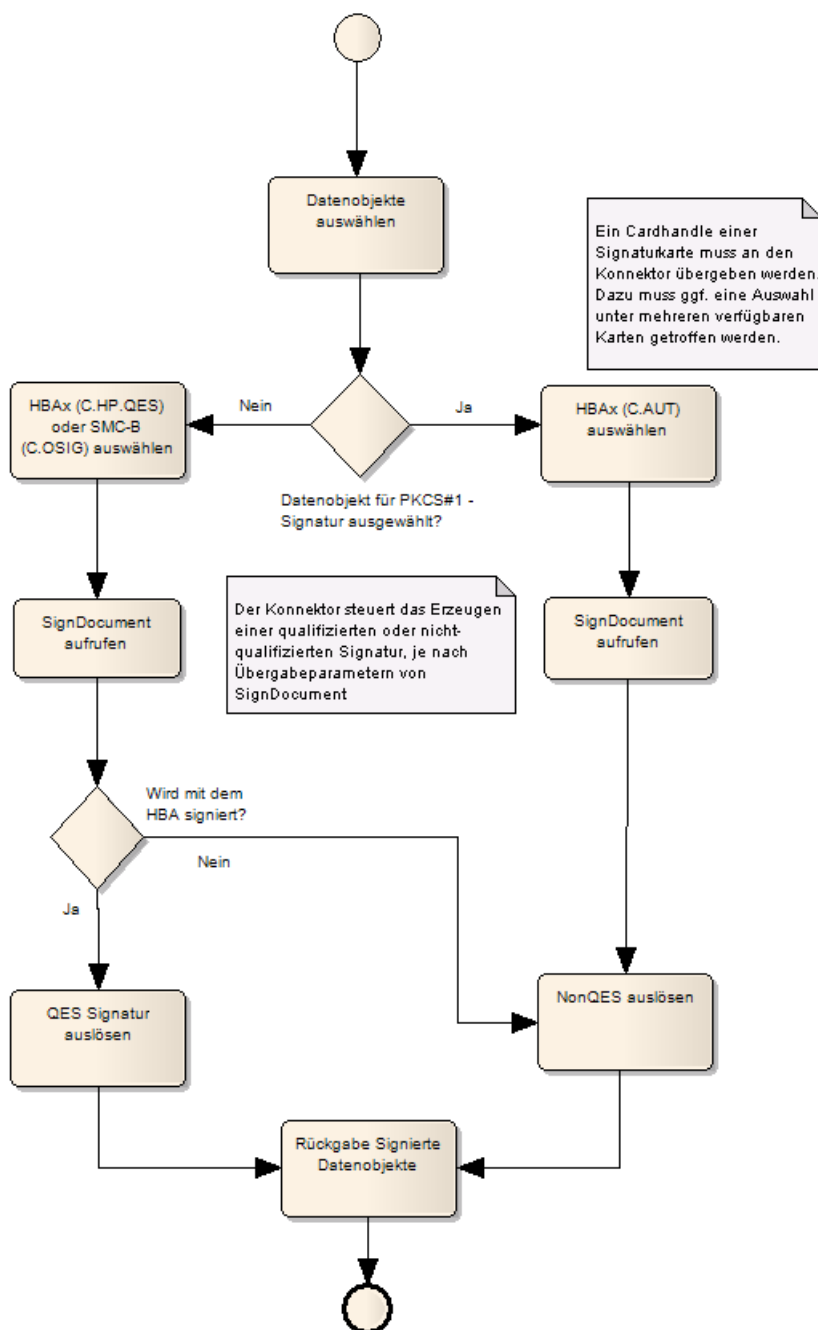 Datenobjekte
auswählen
Ein Cardhandle einer
Signaturkarte muss an den
Konnektor übergeben werden.
Dazu muss ggf. eine Auswahl
unter mehreren verfügbaren
Karten getroffen werden.
HBAx (C.HP.QES)
oder SMC-B
(C.OSIG) auswählen
Nein
Ja
HBAx (C.AUT)
auswählen
Datenobjekt für PKCS#1 -
Signatur ausgewählt?
SignDocument
aufrufen
Der Konnektor steuert das Erzeugen
einer qualifizierten oder nicht-
qualifizierten Signatur, je nach
Übergabeparametern von
SignDocument
SignDocument
aufrufen
Wird mit dem
HBA signiert?
Nein
Ja
QES Signatur
auslösen
NonQES auslösen
Rückgabe Signierte
Datenobjekte